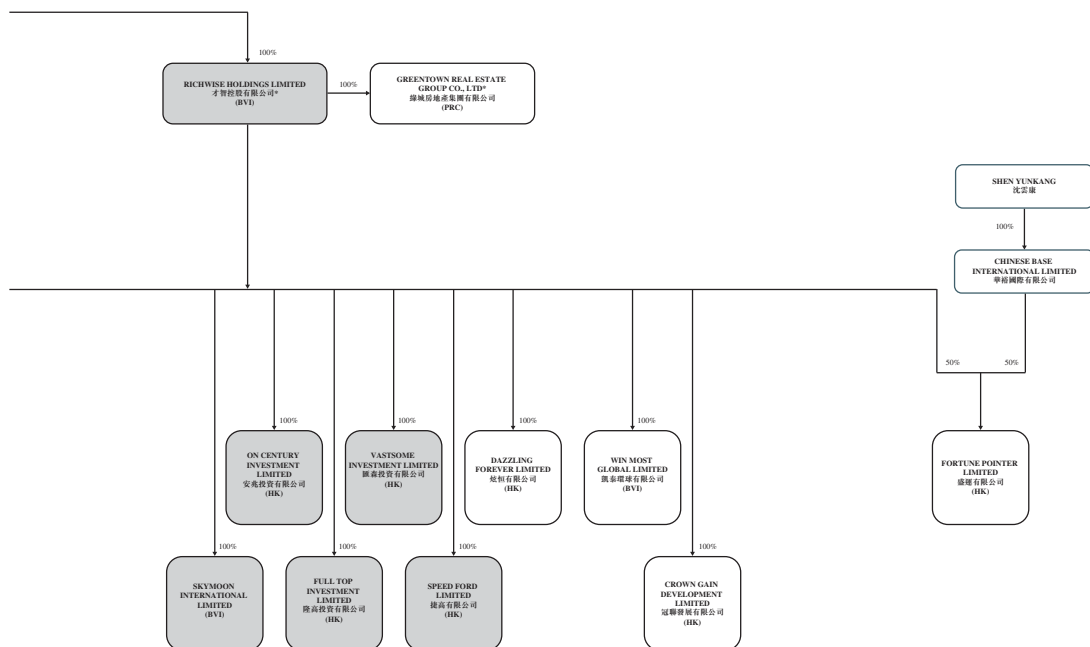 100%
RICHWISE HOLDINGS LIMITED
才智控股有限公司*
(BVI)
100%
GREENTOWN REAL ESTATE
GROUP CO., LTD*
綠城房地產集團有限公司
(PRC)
SHEN YUNKANG
沈雲康
100%
CHINESE BASE
INTERNATIONAL LIMITED
華裕國際有限公司
50%
50%
100%
ON CENTURY
INVESTMENT
LIMITED
安兆投資有限公司
(HK)
100%
VASTSOME
INVESTMENT LIMITED
匯森投資有限公司
(HK)
100%
DAZZLING
FOREVER LIMITED
炫恒有限公司
(HK)
100%
WIN MOST
GLOBAL LIMITED
凱泰環球有限公司
(BVI)
FORTUNE POINTER
LIMITED
盛運有限公司
(HK)
100%
SKYMOON
INTERNATIONAL
LIMITED
(BVI)
100%
FULL TOP
INVESTMENT
LIMITED
隆高投資有限公司
(HK)
100%
SPEED FORD
LIMITED
捷高有限公司
(HK)
100%
CROWN GAIN
DEVELOPMENT
LIMITED
冠聯發展有限公司
(HK)